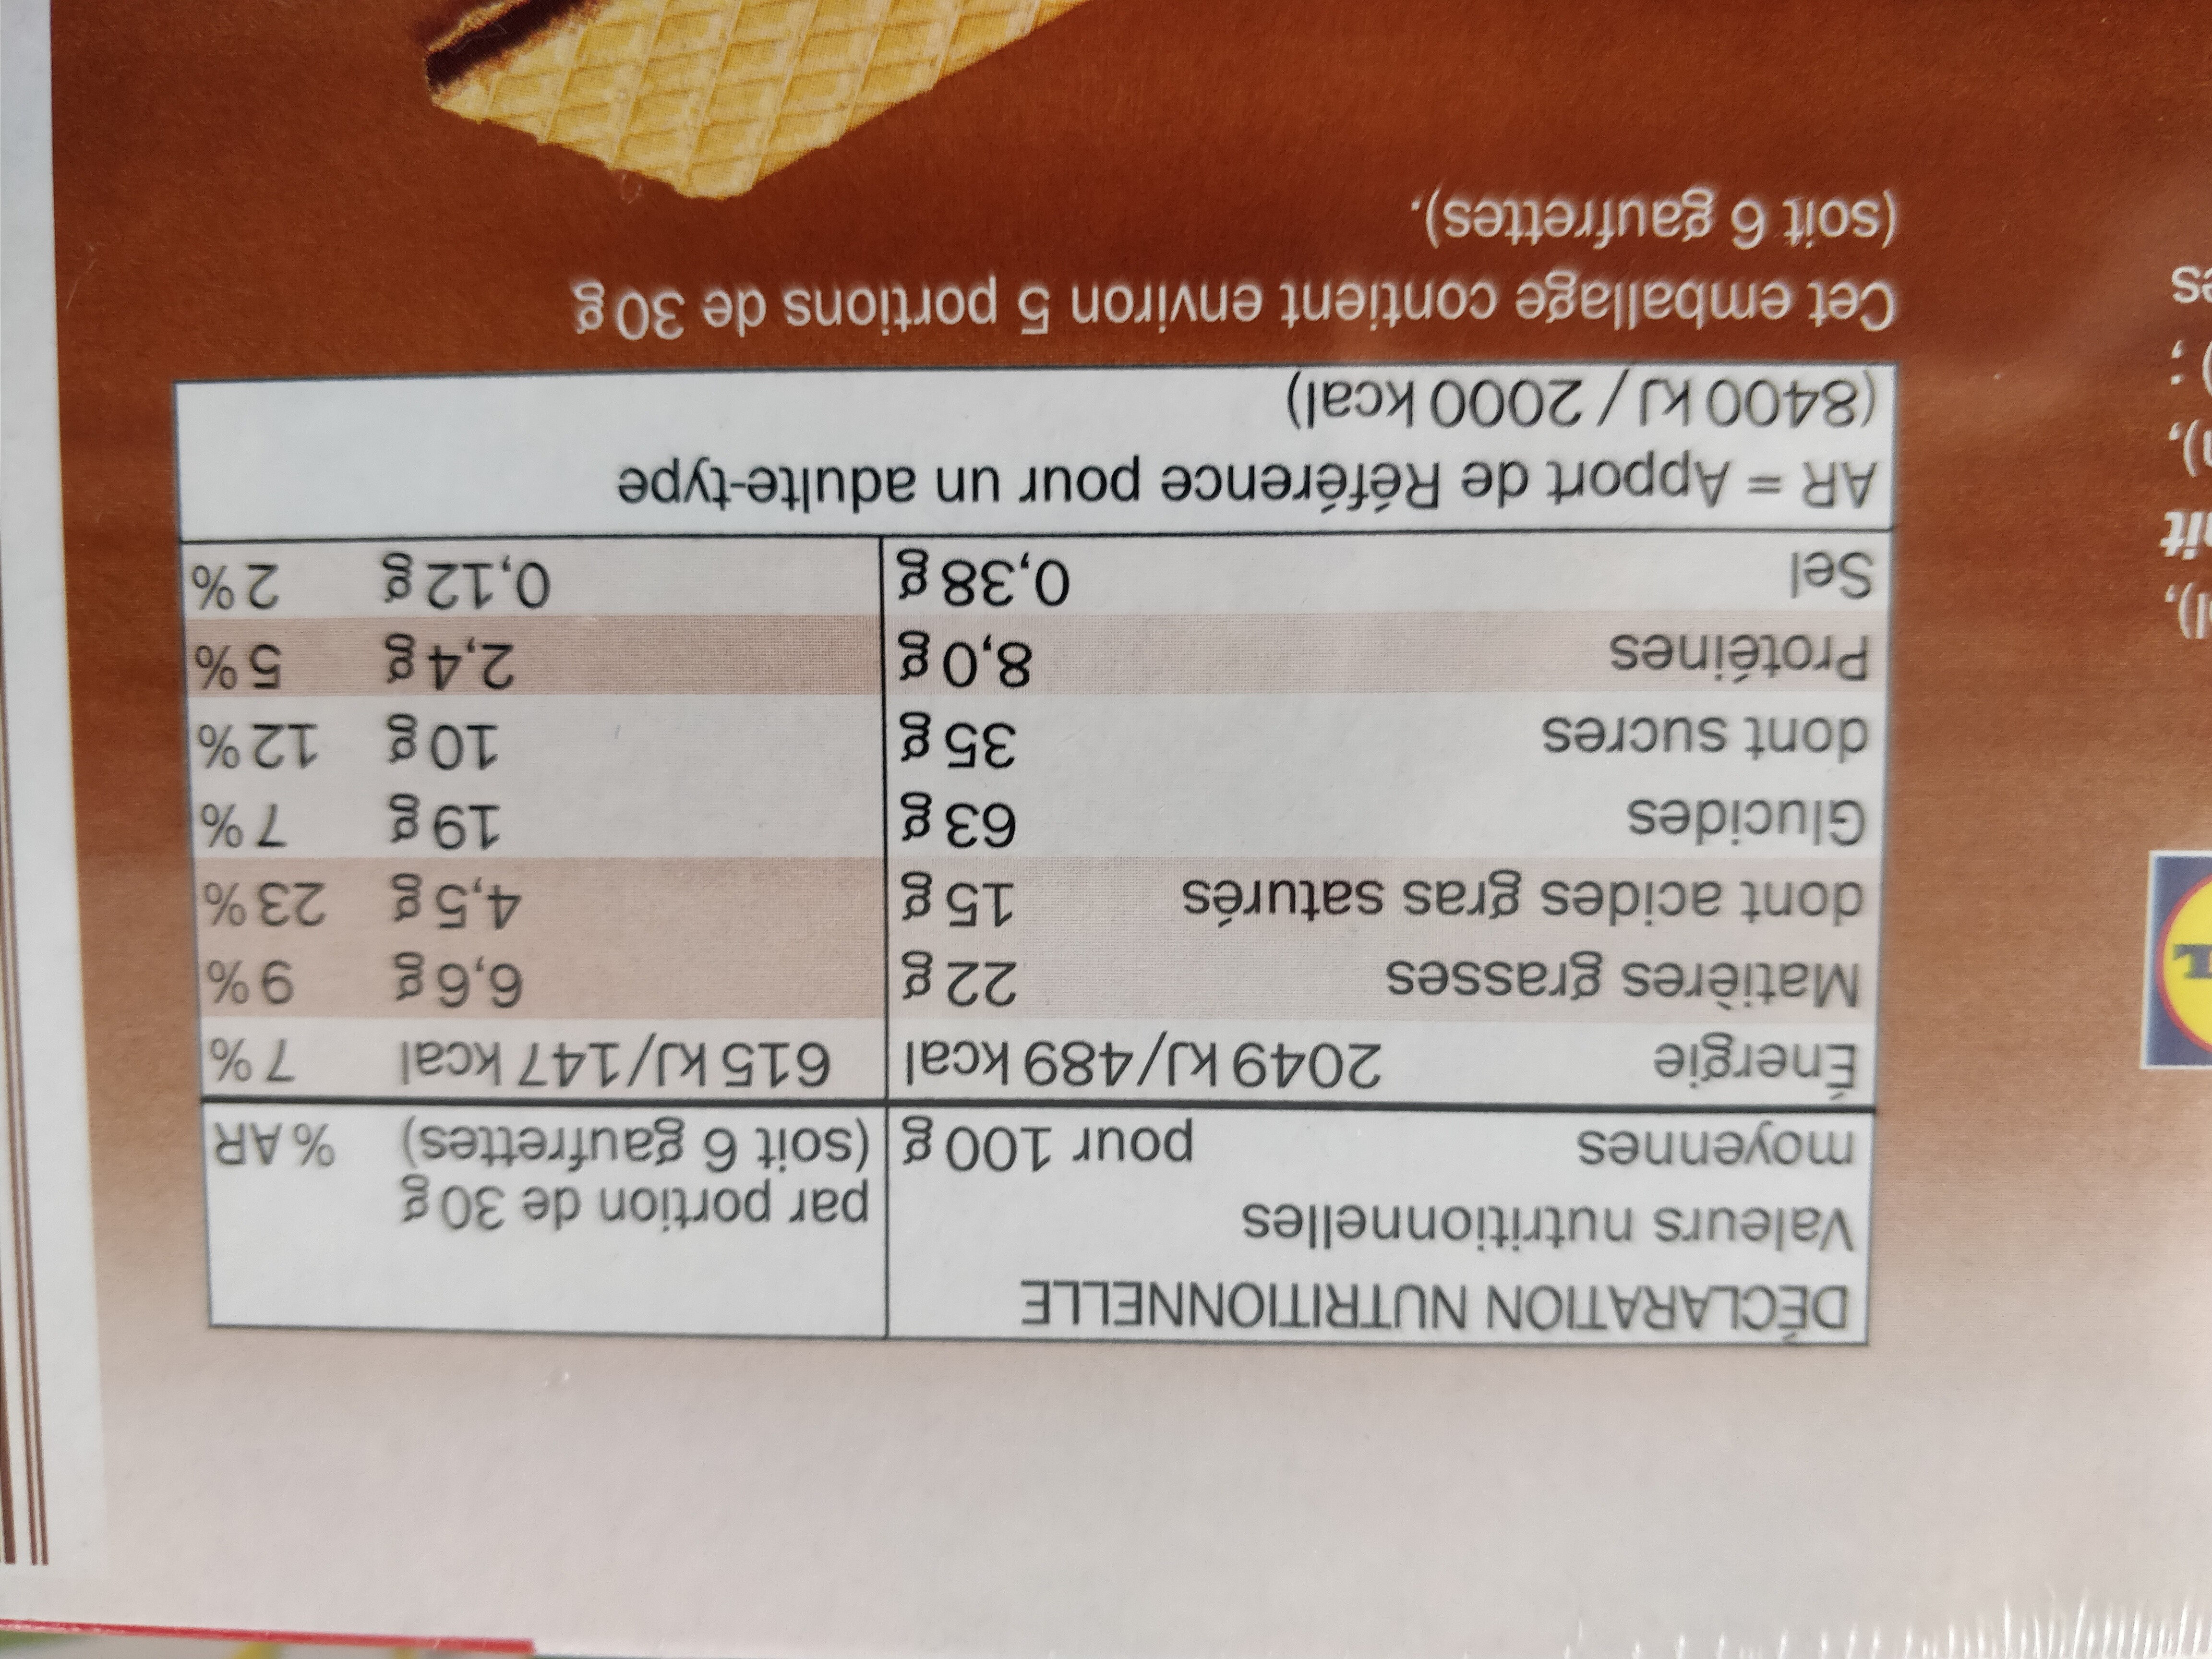 DÉCLARATION NUTRITIONNELLE
Valeurs nutritionnelles
moyennes pour 100 g
par portion de 30 g
(soit 6 gaufrettes) % AR
Énergie 2049 kJ/489 kcal 615 kJ/147 kcal 7 %
Matières grasses 22 g 6,6 g 9 %
dont acides gras saturés 15 g 4,5 g 23 %
Glucides 63 g 19 g 7 %
dont sucres 35 g 10 g 12 %
Protéines 8,0 g 2,4 g 5 %
Sel 0,38 g 0,12 g 2 %
AR = Apport de Référence pour un adulte-type
(8400 kJ / 2000 kcal)
Cet emballage contient environ 5 portions de 30 g
(soit 6 gaufrettes).